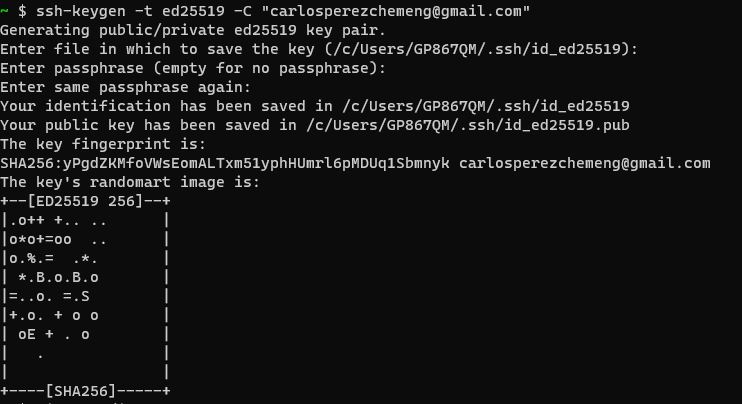 ~ $ ssh-keygen -t ed25519 -C "carlosperezchemeng@gmail.com"
Generating public/private ed25519 key pair.
Enter file in which to save the key (/c/Users/GP867QM/.ssh/id_ed25519):
Enter passphrase (empty for no passphrase):
Enter same passphrase again:
Your identification has been saved in /c/Users/GP867QM/.ssh/id_ed25519
Your public key has been saved in /c/Users/GP867QM/.ssh/id_ed25519.pub
The key fingerprint is:
SHA256:yPgdZKMfoVWsEomALTxm51yphHUmrl6pMDUq1Sbmnyk carlosperezchemeng@gmail.com
The key's randomart image is:
+--[ED25519 256]--+
|.o++ +.. ..      |
|o*o+=oo  ..      |
|o.%.=  .*.       |
| *.B.o.B.o       |
|=..o. =.S        |
|+.o. + o o       |
| oE + . o        |
|   .             |
|                 |
+----[SHA256]-----+